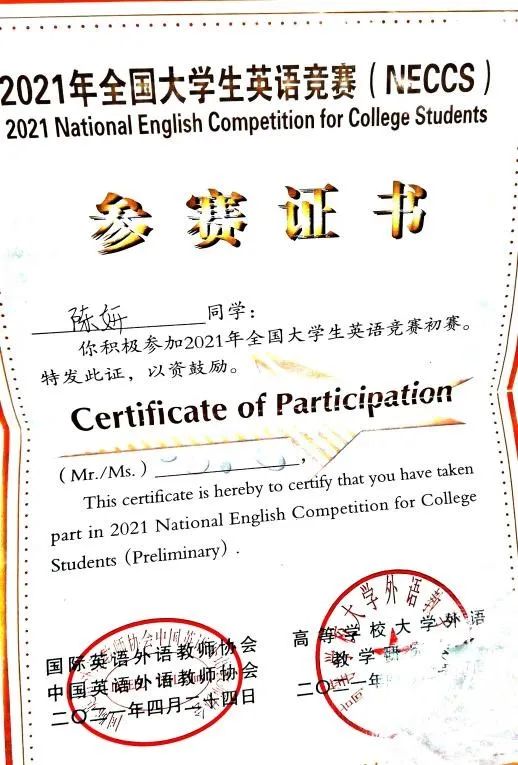 2021年全国大学生英语竞赛（NECCS）
2021 National English Competition for College Students
参赛证书
陈妍 同学：
你积极参加2021年全国大学生英语竞赛初赛。
特发此证，以资鼓励。
Certificate of Participation
（Mr./Ms.）,
This certificate is hereby to certify that you have taken
part in 2021 National English Competition for College
Students（Preliminary）.
国际英语外语教师协会
中国英语外语教师协会
二〇二一年四月二十四日
高等学校大学外语
教学研
二〇二一年